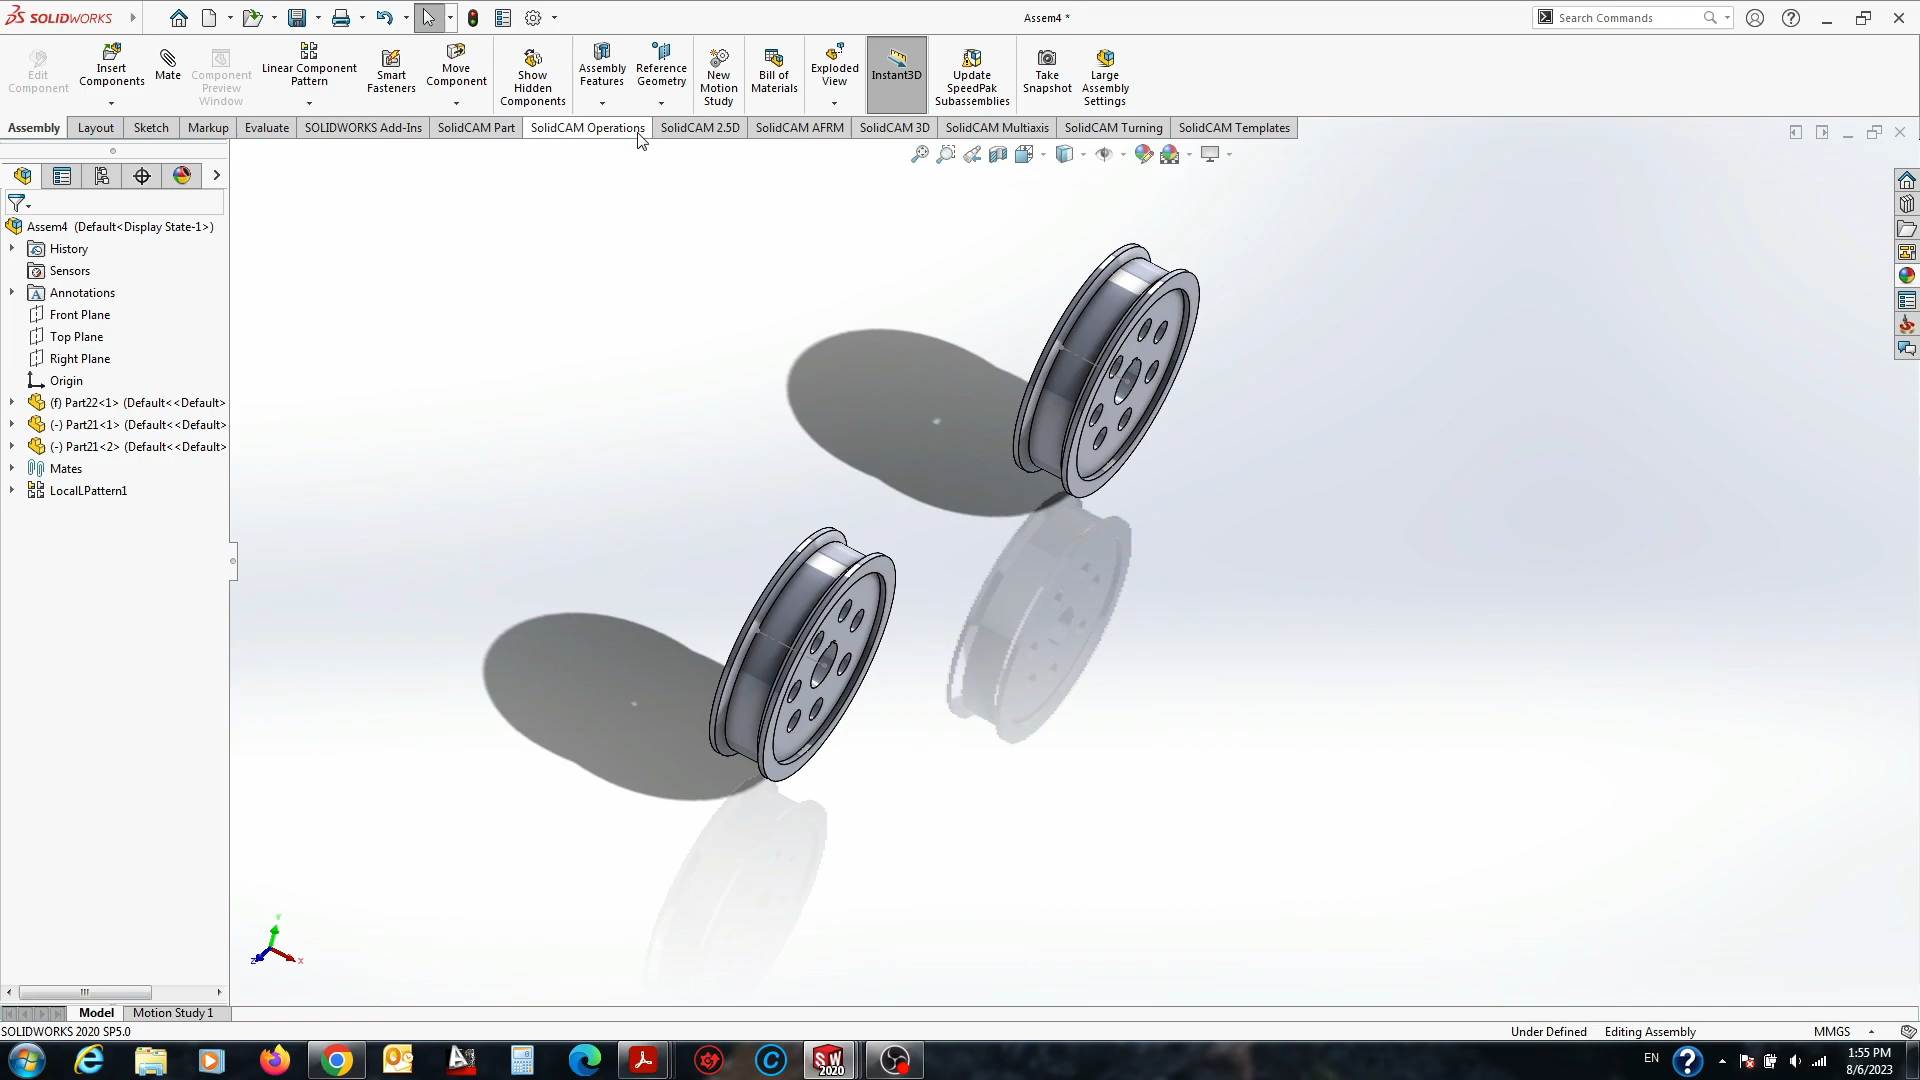 SOLIDWORKS
Assem4 *
Search Commands
Edit Component
Insert Components
Mate
Component Preview Window
Linear Component Pattern
Smart Fasteners
Move Component
Show Hidden Components
Assembly Features
Reference Geometry
New Motion Study
Bill of Materials
Exploded View
Instant3D
Update SpeedPak Subassemblies
Take Snapshot
Large Assembly Settings
Assembly
Layout
Sketch
Markup
Evaluate
SOLIDWORKS Add-Ins
SolidCAM Part
SolidCAM Operations
SolidCAM 2.5D
SolidCAM AFRM
SolidCAM 3D
SolidCAM Multiaxis
SolidCAM Turning
SolidCAM Templates
Assem4 (Default<Display State-1>)
History
Sensors
Annotations
Front Plane
Top Plane
Right Plane
Origin
(f) Part22<1> (Default<<Default>
(-) Part21<1> (Default<<Default>
(-) Part21<2> (Default<<Default>
Mates
LocalLPattern1
Y
Z
X
Model
Motion Study 1
SOLIDWORKS 2020 SP5.0
Under Defined
Editing Assembly
MMGS
SW
2020
EN
1:55 PM
8/6/2023